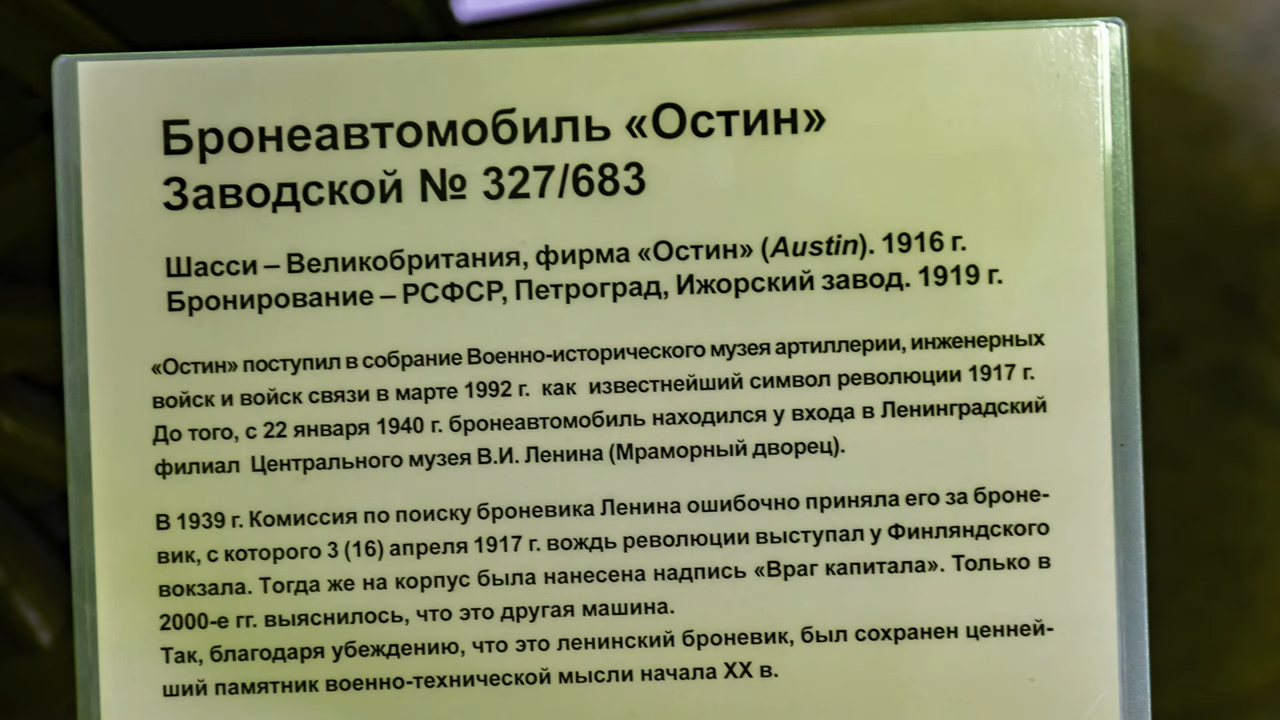 Бронеавтомобиль «Остин»
Заводской № 327/683
Шасси – Великобритания, фирма «Остин» (Austin). 1916 г.
Бронирование – РСФСР, Петроград, Ижорский завод. 1919 г.
«Остин» поступил в собрание Военно-исторического музея артиллерии, инженерных
войск и войск связи в марте 1992 г. как известнейший символ революции 1917 г.
До того, с 22 января 1940 г. бронеавтомобиль находился у входа в Ленинградский
филиал Центрального музея В.И. Ленина (Мраморный дворец).
В 1939 г. Комиссия по поиску броневика Ленина ошибочно приняла его за броне-
вик, с которого 3 (16) апреля 1917 г. вождь революции выступал у Финляндского
вокзала. Тогда же на корпус была нанесена надпись «Враг капитала». Только в
2000-е гг. выяснилось, что это другая машина.
Так, благодаря убеждению, что это ленинский броневик, был сохранен ценней-
ший памятник военно-технической мысли начала XX в.